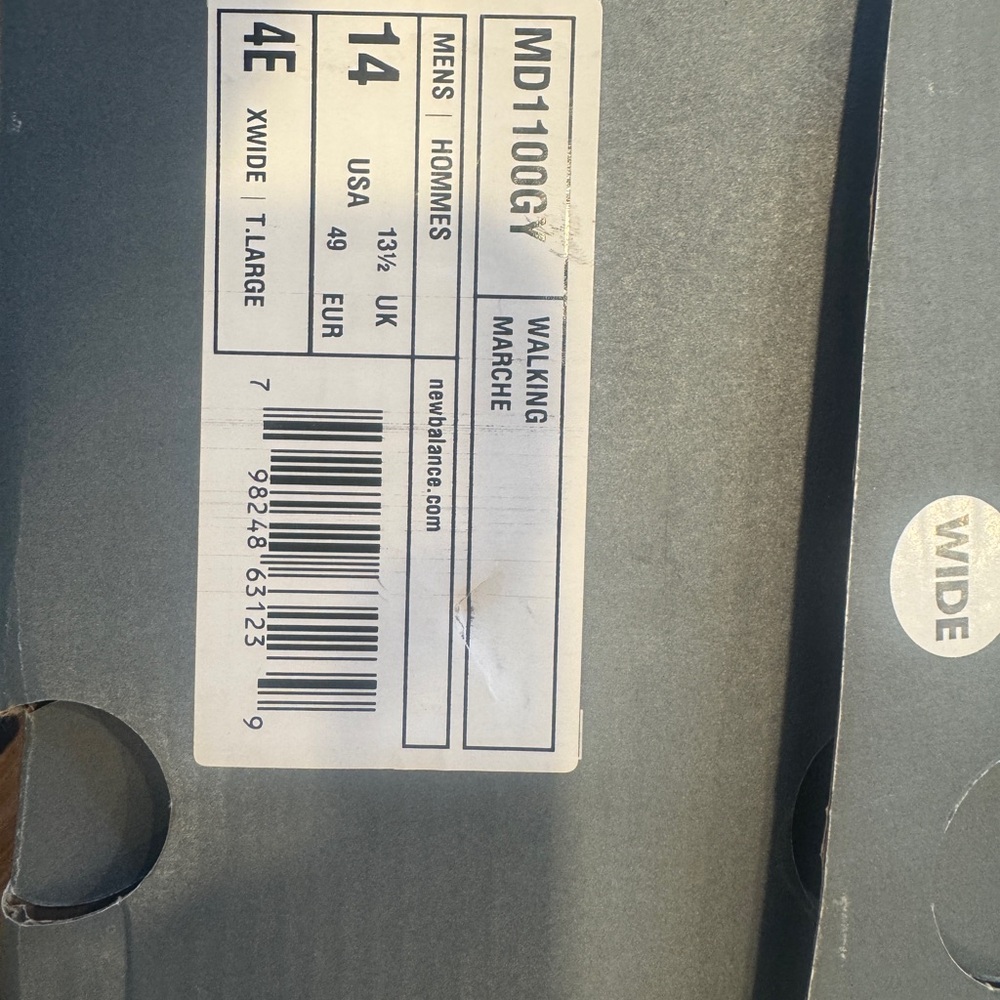 MD1100GY
WALKING
MARCHE
MENS | HOMMES
newbalance.com
14 USA
13½ UK
49 EUR
4E XWIDE | T.LARGE
7 98248 63123 9
WIDE